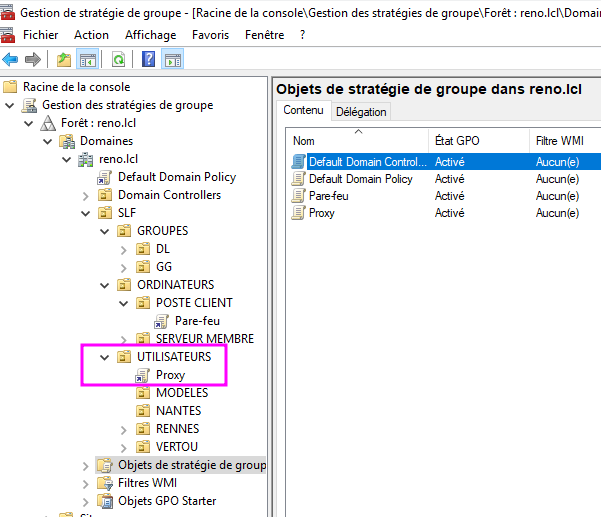 Gestion de stratégie de groupe - [Racine de la console\Gestion des stratégies de groupe\Forêt : reno.lcl\Domai
Fichier Action Affichage Favoris Fenêtre ?
Racine de la console
Gestion des stratégies de groupe
Forêt : reno.lcl
Domaines
reno.lcl
Default Domain Policy
Domain Controllers
SLF
GROUPES
DL
GG
ORDINATEURS
POSTE CLIENT
Pare-feu
SERVEUR MEMBRE
UTILISATEURS
Proxy
MODELES
NANTES
RENNES
VERTOU
Objets de stratégie de group
Filtres WMI
Objets GPO Starter
Objets de stratégie de groupe dans reno.lcl
Contenu Délégation
Nom État GPO Filtre WMI
Default Domain Control... Activé Aucun(e)
Default Domain Policy Activé Aucun(e)
Pare-feu Activé Aucun(e)
Proxy Activé Aucun(e)